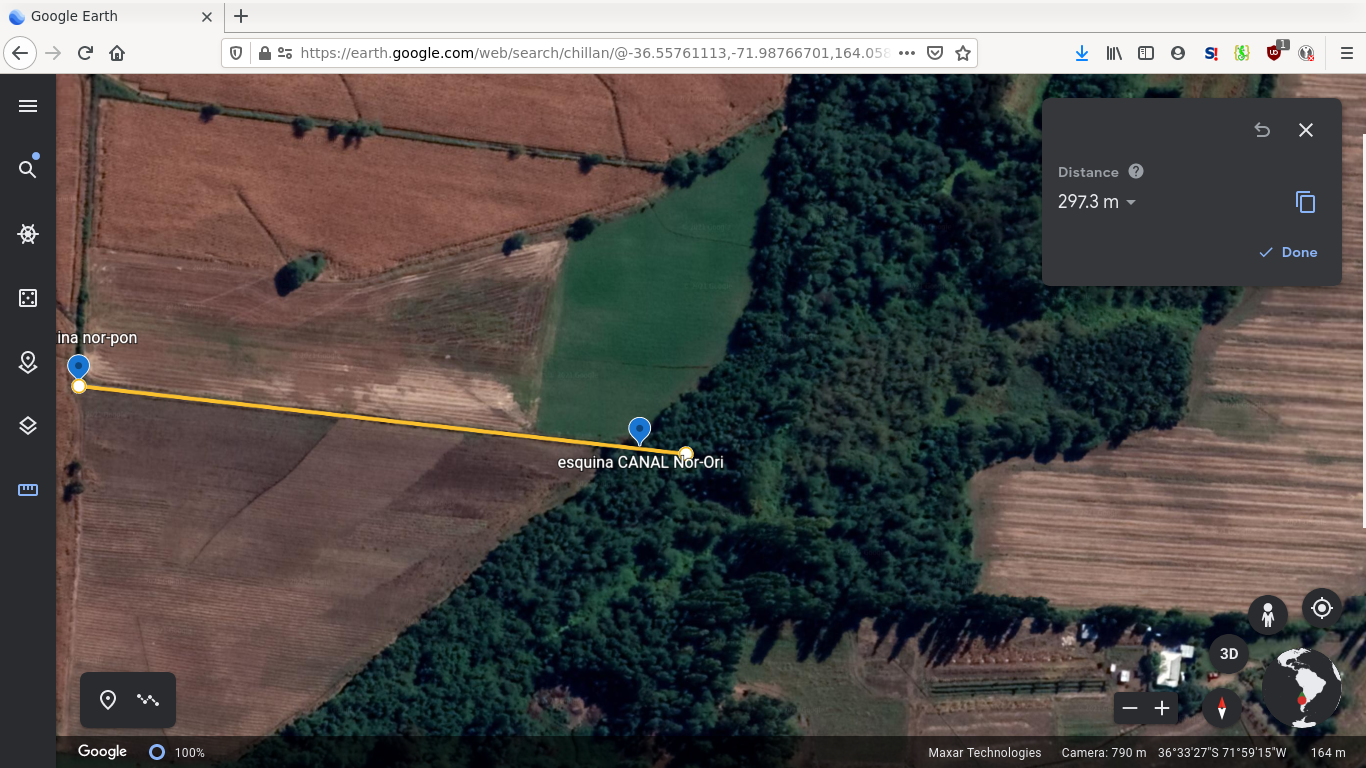 Google Earth
https://earth.google.com/web/search/chillan/@-36.55761113,-71.98766701,164.058
1
Distance
297.3 m
Done
ina nor-pon
esquina CANAL Nor-Ori
3D
Google
100%
Maxar Technologies
Camera: 790 m
36°33'27"S 71°59'15"W
164 m